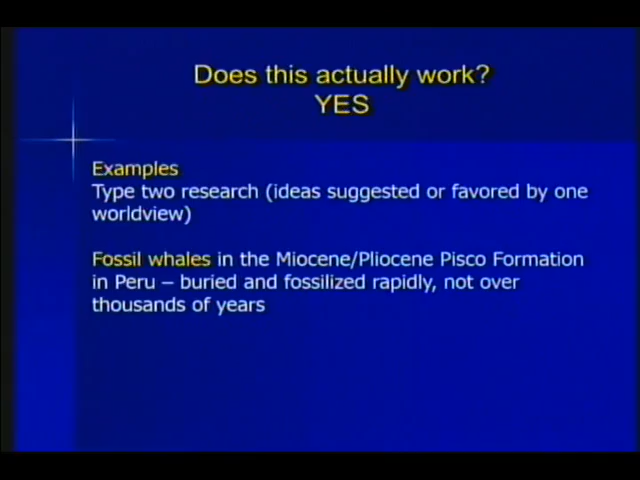 Does this actually work?
YES
Examples
Type two research (ideas suggested or favored by one
worldview)
Fossil whales in the Miocene/Pliocene Pisco Formation
in Peru – buried and fossilized rapidly, not over
thousands of years